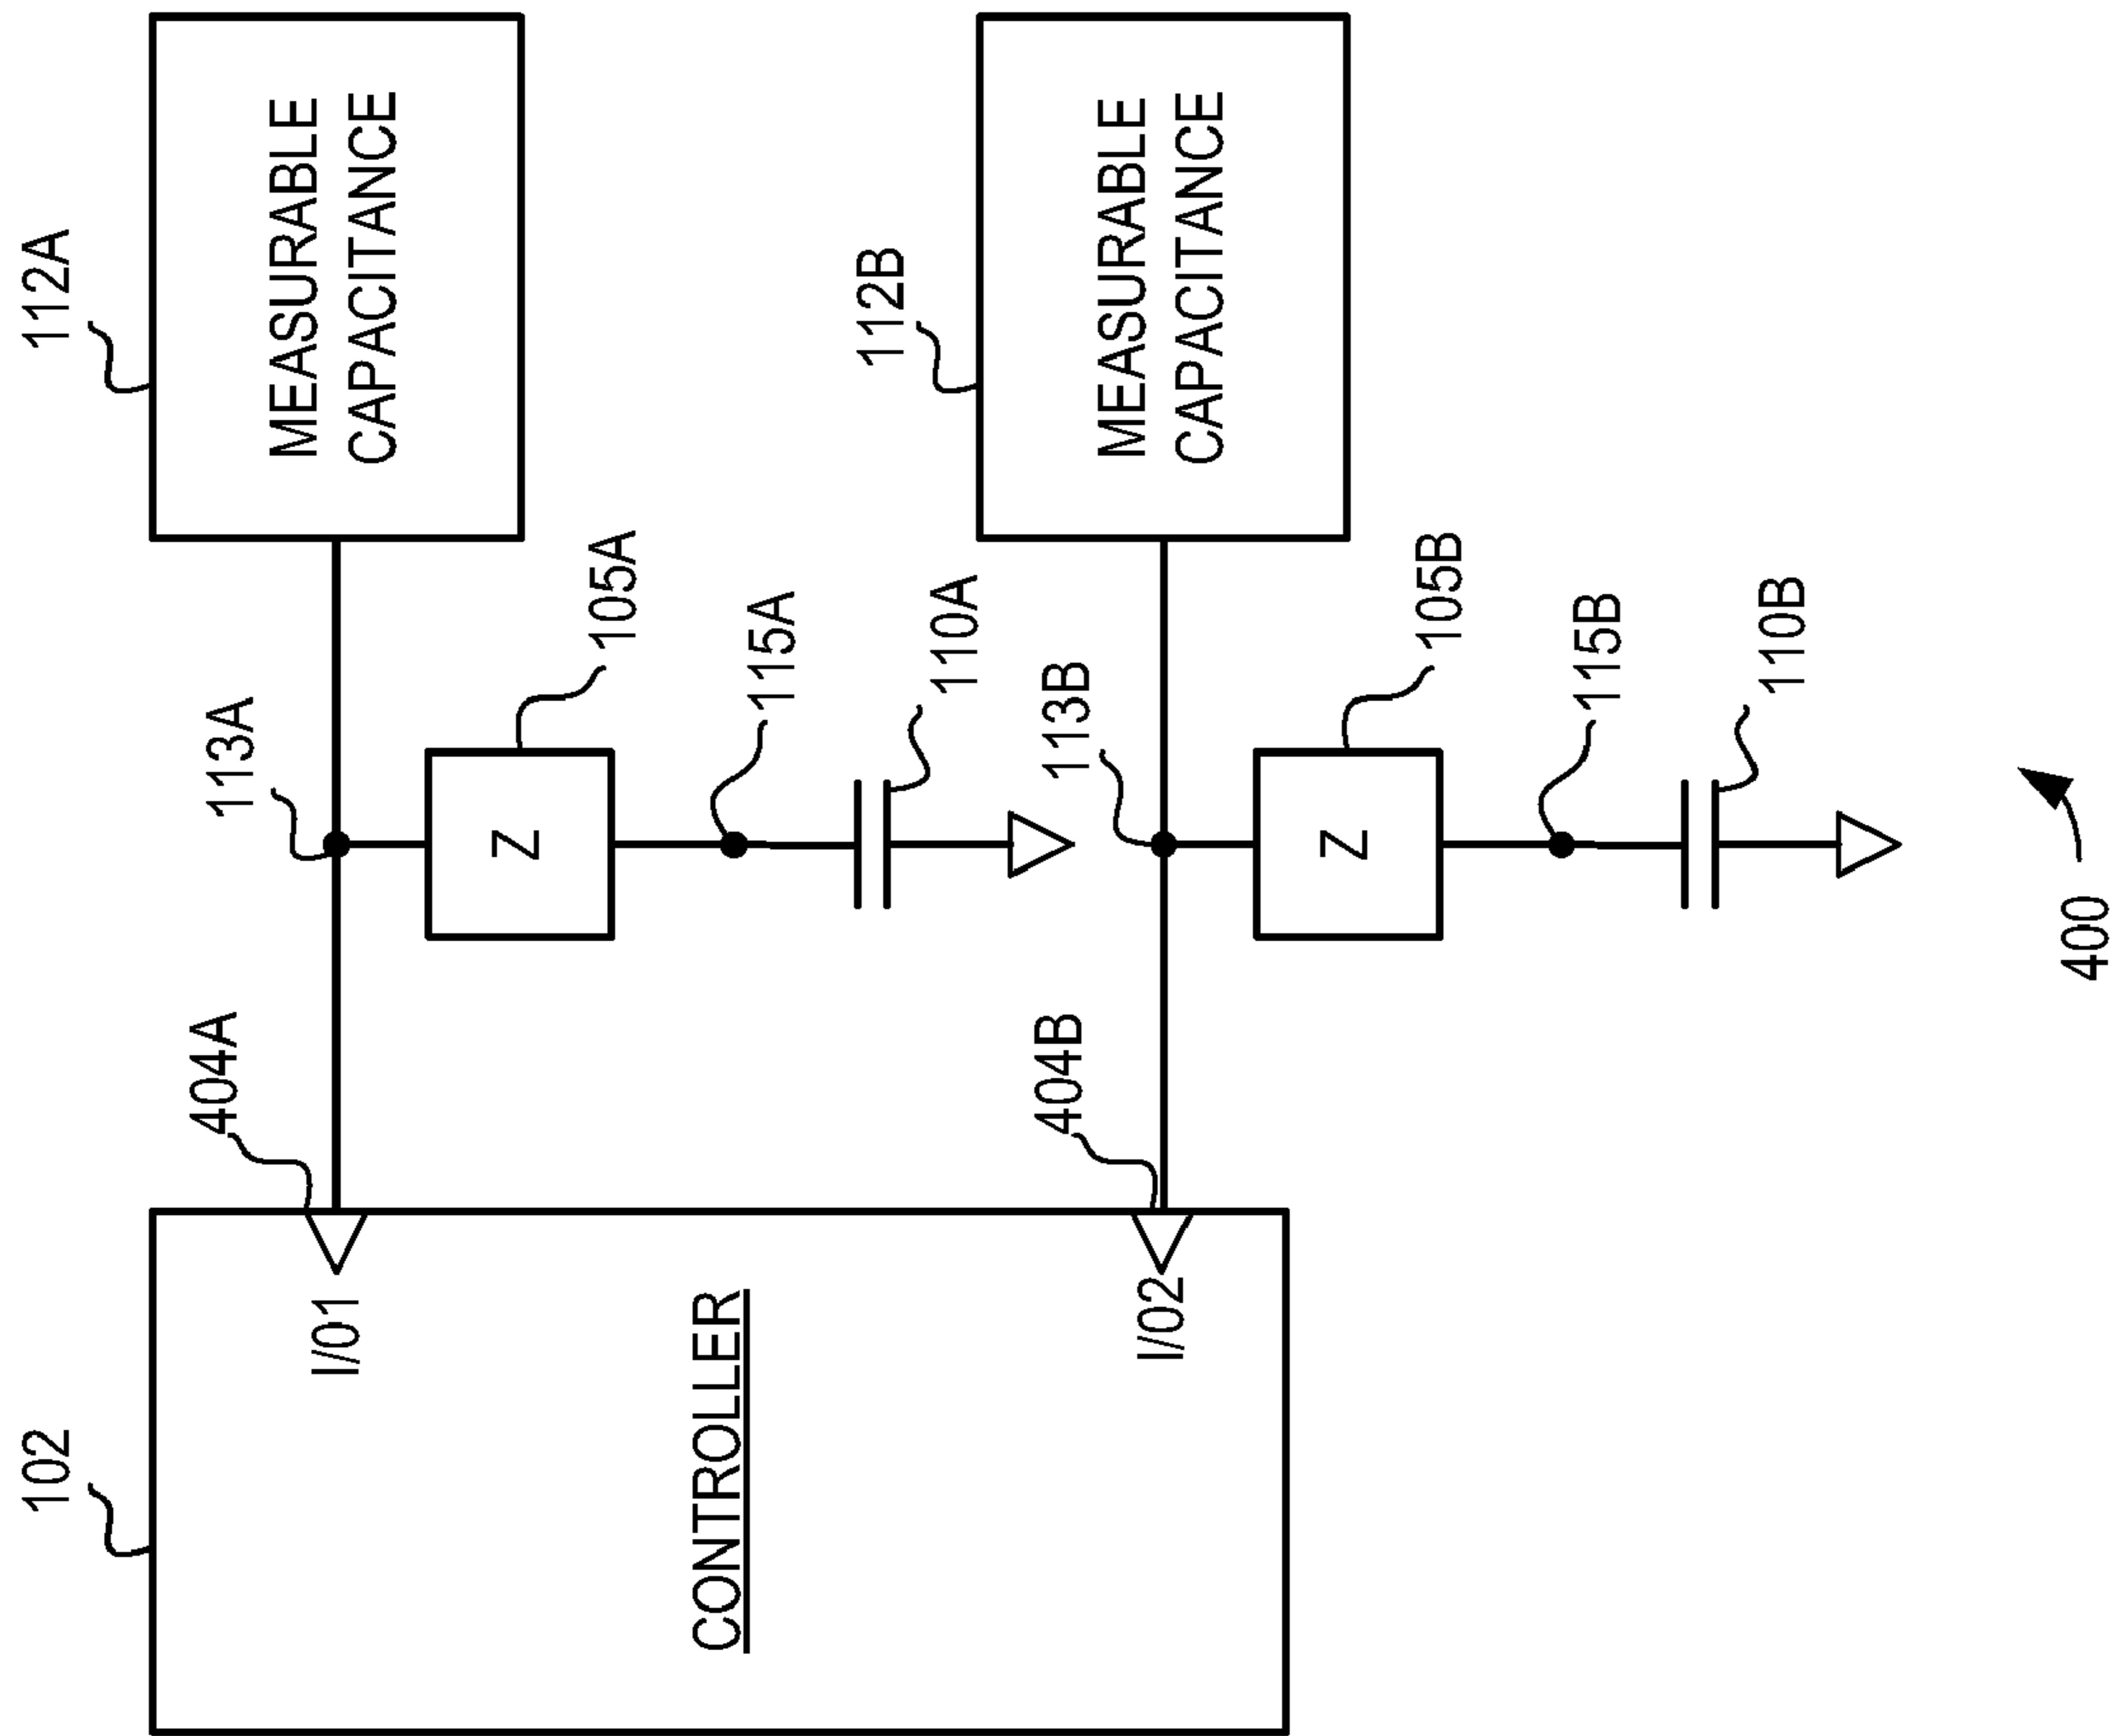 102
CONTROLLER
I/01
404A
113A
112A
MEASURABLE
CAPACITANCE
Z
105A
115A
110A
I/02
404B
113B
112B
MEASURABLE
CAPACITANCE
Z
105B
115B
110B
400